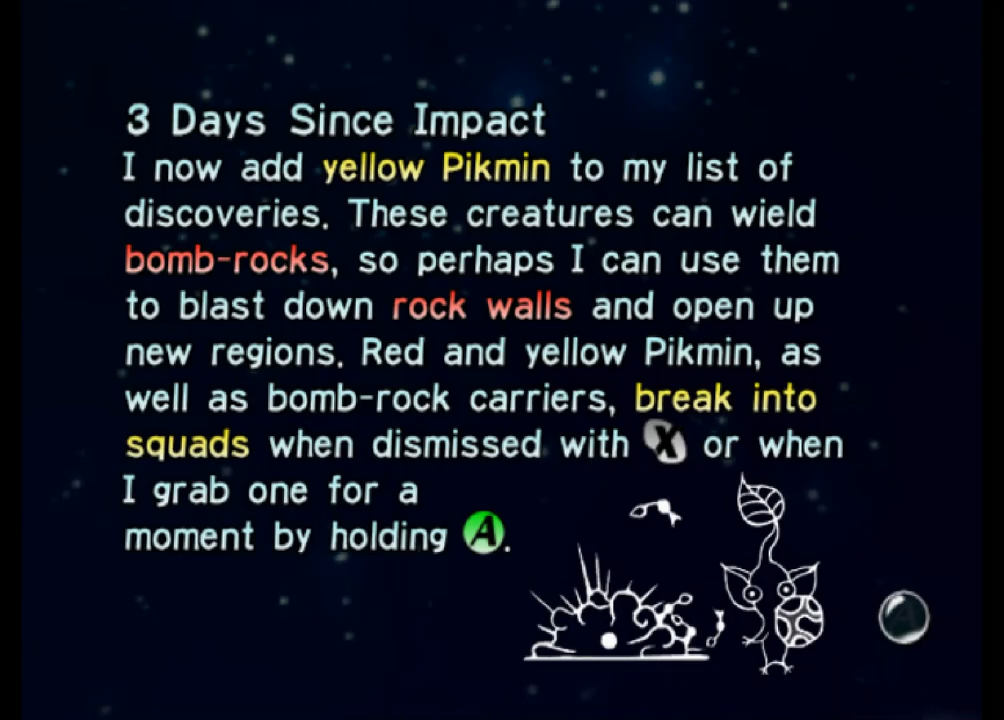 3 Days Since Impact
I now add yellow Pikmin to my list of
discoveries. These creatures can wield
bomb-rocks, so perhaps I can use them
to blast down rock walls and open up
new regions. Red and yellow Pikmin, as
well as bomb-rock carriers, break into
squads when dismissed with X or when
I grab one for a
moment by holding A.